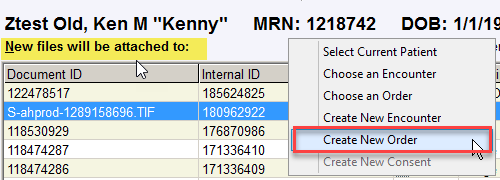 Ztest Old, Ken M "Kenny" MRN: 1218742 DOB: 1/1/19
New files will be attached to:
Document ID Internal ID
122478517 185624825
S-ahprod-1289158696.TIF 180962922
118530929 176870986
118474287 171336410
118474286 171336409
Select Current Patient
Choose an Encounter
Choose an Order
Create New Encounter
Create New Order
Create New Consent